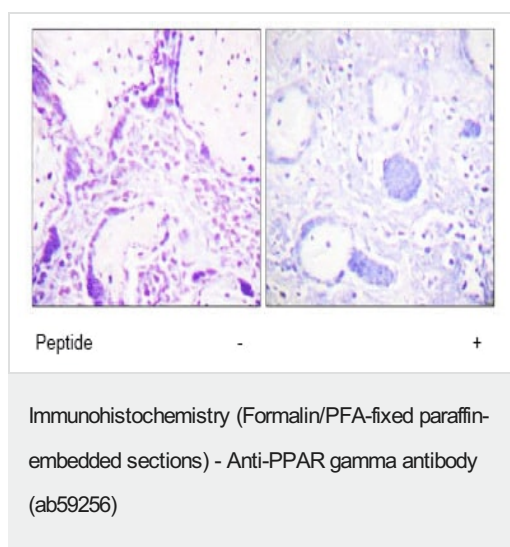 Peptide - +
Immunohistochemistry (Formalin/PFA-fixed paraffin-
embedded sections) - Anti-PPAR gamma antibody
(ab59256)